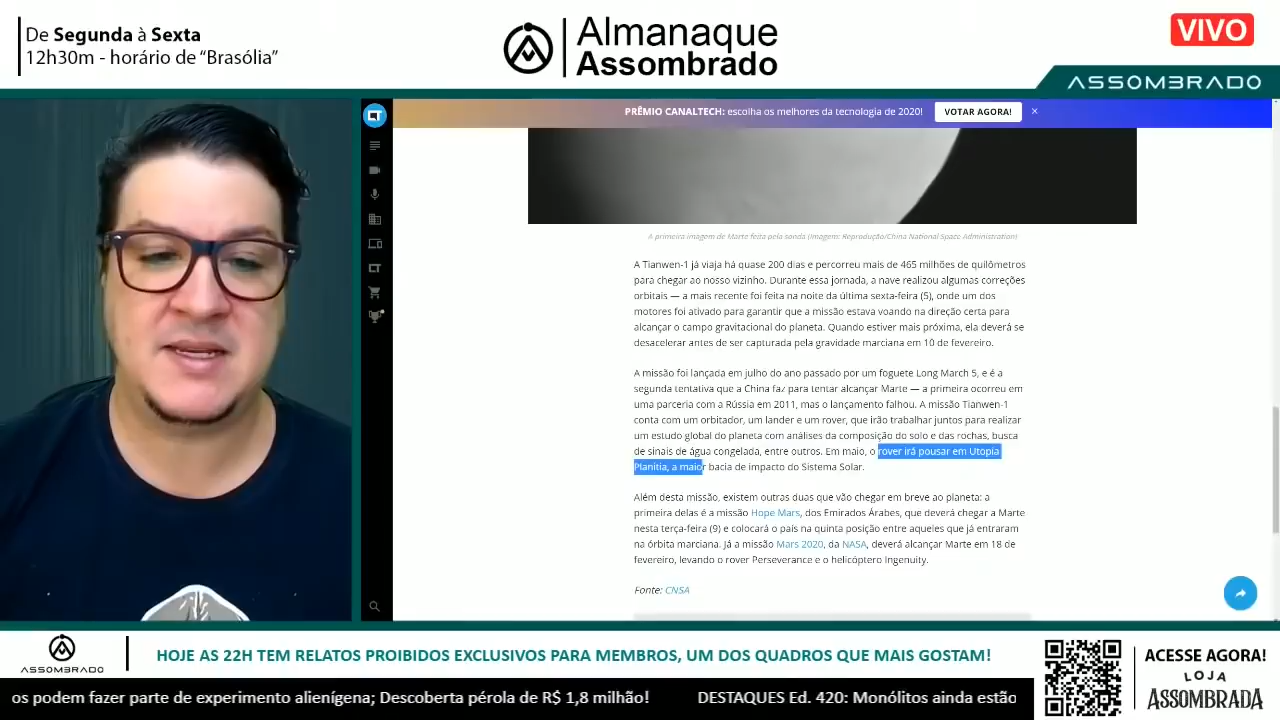 De Segunda à Sexta
12h30m - horário de “Brasólia”
Almanaque
Assombrado
VIVO
ASSOMBRADO
PRÊMIO CANALTECH: escolha os melhores da tecnologia de 2020!
VOTAR AGORA!
×
A primeira imagem de Marte feita pela sonda (Imagem: Reprodução/China National Space Administration)
A Tianwen-1 já viaja há quase 200 dias e percorreu mais de 465 milhões de quilômetros
para chegar ao nosso vizinho. Durante essa jornada, a nave realizou algumas correções
orbitais — a mais recente foi feita na noite da última sexta-feira (5), onde um dos
motores foi ativado para garantir que a missão estava voando na direção certa para
alcançar o campo gravitacional do planeta. Quando estiver mais próxima, ela deverá se
desacelerar antes de ser capturada pela gravidade marciana em 10 de fevereiro.
A missão foi lançada em julho do ano passado por um foguete Long March 5, e é a
segunda tentativa que a China faz para tentar alcançar Marte — a primeira ocorreu em
uma parceria com a Rússia em 2011, mas o lançamento falhou. A missão Tianwen-1
conta com um orbitador, um lander e um rover, que irão trabalhar juntos para realizar
um estudo global do planeta com análises da composição do solo e das rochas, busca
de sinais de água congelada, entre outros. Em maio, o rover irá pousar em Utopia
Planitia, a maior bacia de impacto do Sistema Solar.
Além desta missão, existem outras duas que vão chegar em breve ao planeta: a
primeira delas é a missão Hope Mars, dos Emirados Árabes, que deverá chegar a Marte
nesta terça-feira (9) e colocará o país na quinta posição entre aqueles que já entraram
na órbita marciana. Já a missão Mars 2020, da NASA, deverá alcançar Marte em 18 de
fevereiro, levando o rover Perseverance e o helicóptero Ingenuity.
Fonte: CNSA
ASSOMBRADO
HOJE AS 22H TEM RELATOS PROIBIDOS EXCLUSIVOS PARA MEMBROS, UM DOS QUADROS QUE MAIS GOSTAM!
os podem fazer parte de experimento alienígena; Descoberta pérola de R$ 1,8 milhão! DESTAQUES Ed. 420: Monólitos ainda estão
ACESSE AGORA!
LOJA
ASSOMBRADA